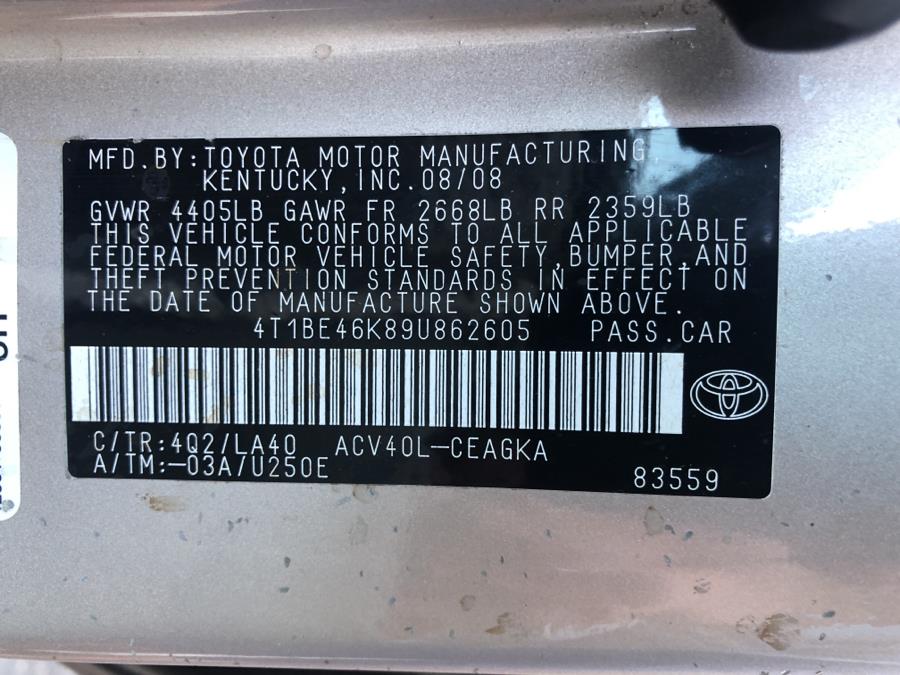 MFD.BY:TOYOTA MOTOR MANUFACTURING,
KENTUCKY,INC.08/08
GVWR 4405LB GAWR FR 2668LB RR 2359LB
THIS VEHICLE CONFORMS TO ALL APPLICABLE
FEDERAL MOTOR VEHICLE SAFETY,BUMPER,AND
THEFT PREVENTION STANDARDS IN EFFECT ON
THE DATE OF MANUFACTURE SHOWN ABOVE.
4T1BE46K89U862605 PASS.CAR
C/TR:4Q2/LA40 ACV40L-CEAGKA
A/TM:-03A/U250E
83559